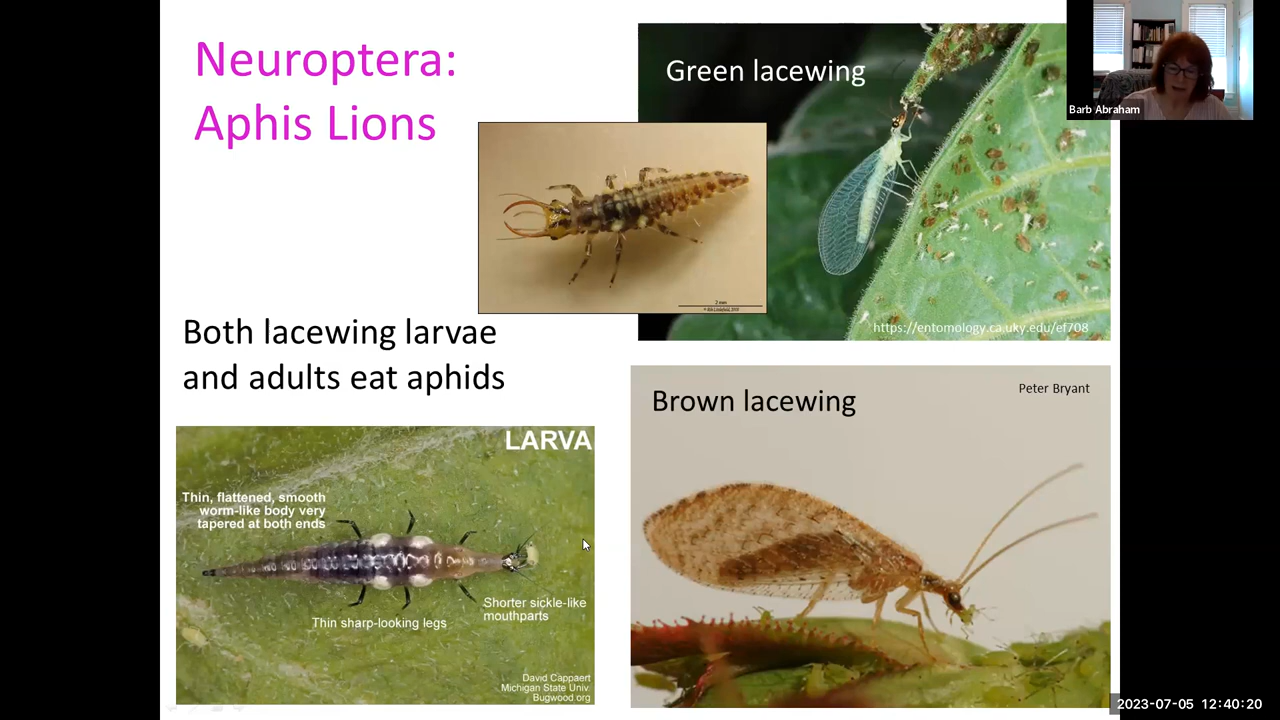 Neuroptera:
Aphis Lions
Green lacewing
Barb Abraham
2 mm
https://entomology.ca.uky.edu/ef708
Both lacewing larvae
and adults eat aphids
Brown lacewing
Peter Bryant
LARVA
Thin, flattened, smooth
worm-like body very
tapered at both ends
Shorter sickle-like
mouthparts
Thin sharp-looking legs
David Cappaert
Michigan State Univ.
Bugwood.org
2023-07-05 12:40:20